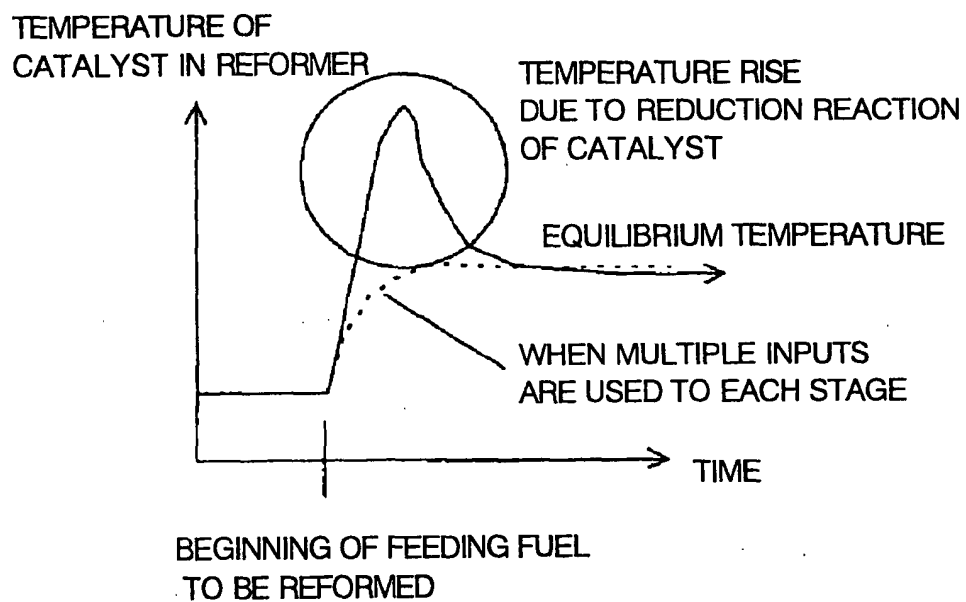 TEMPERATURE OF
CATALYST IN REFORMER
TEMPERATURE RISE
DUE TO REDUCTION REACTION
OF CATALYST
EQUILIBRIUM TEMPERATURE
WHEN MULTIPLE INPUTS
ARE USED TO EACH STAGE
TIME
BEGINNING OF FEEDING FUEL
TO BE REFORMED